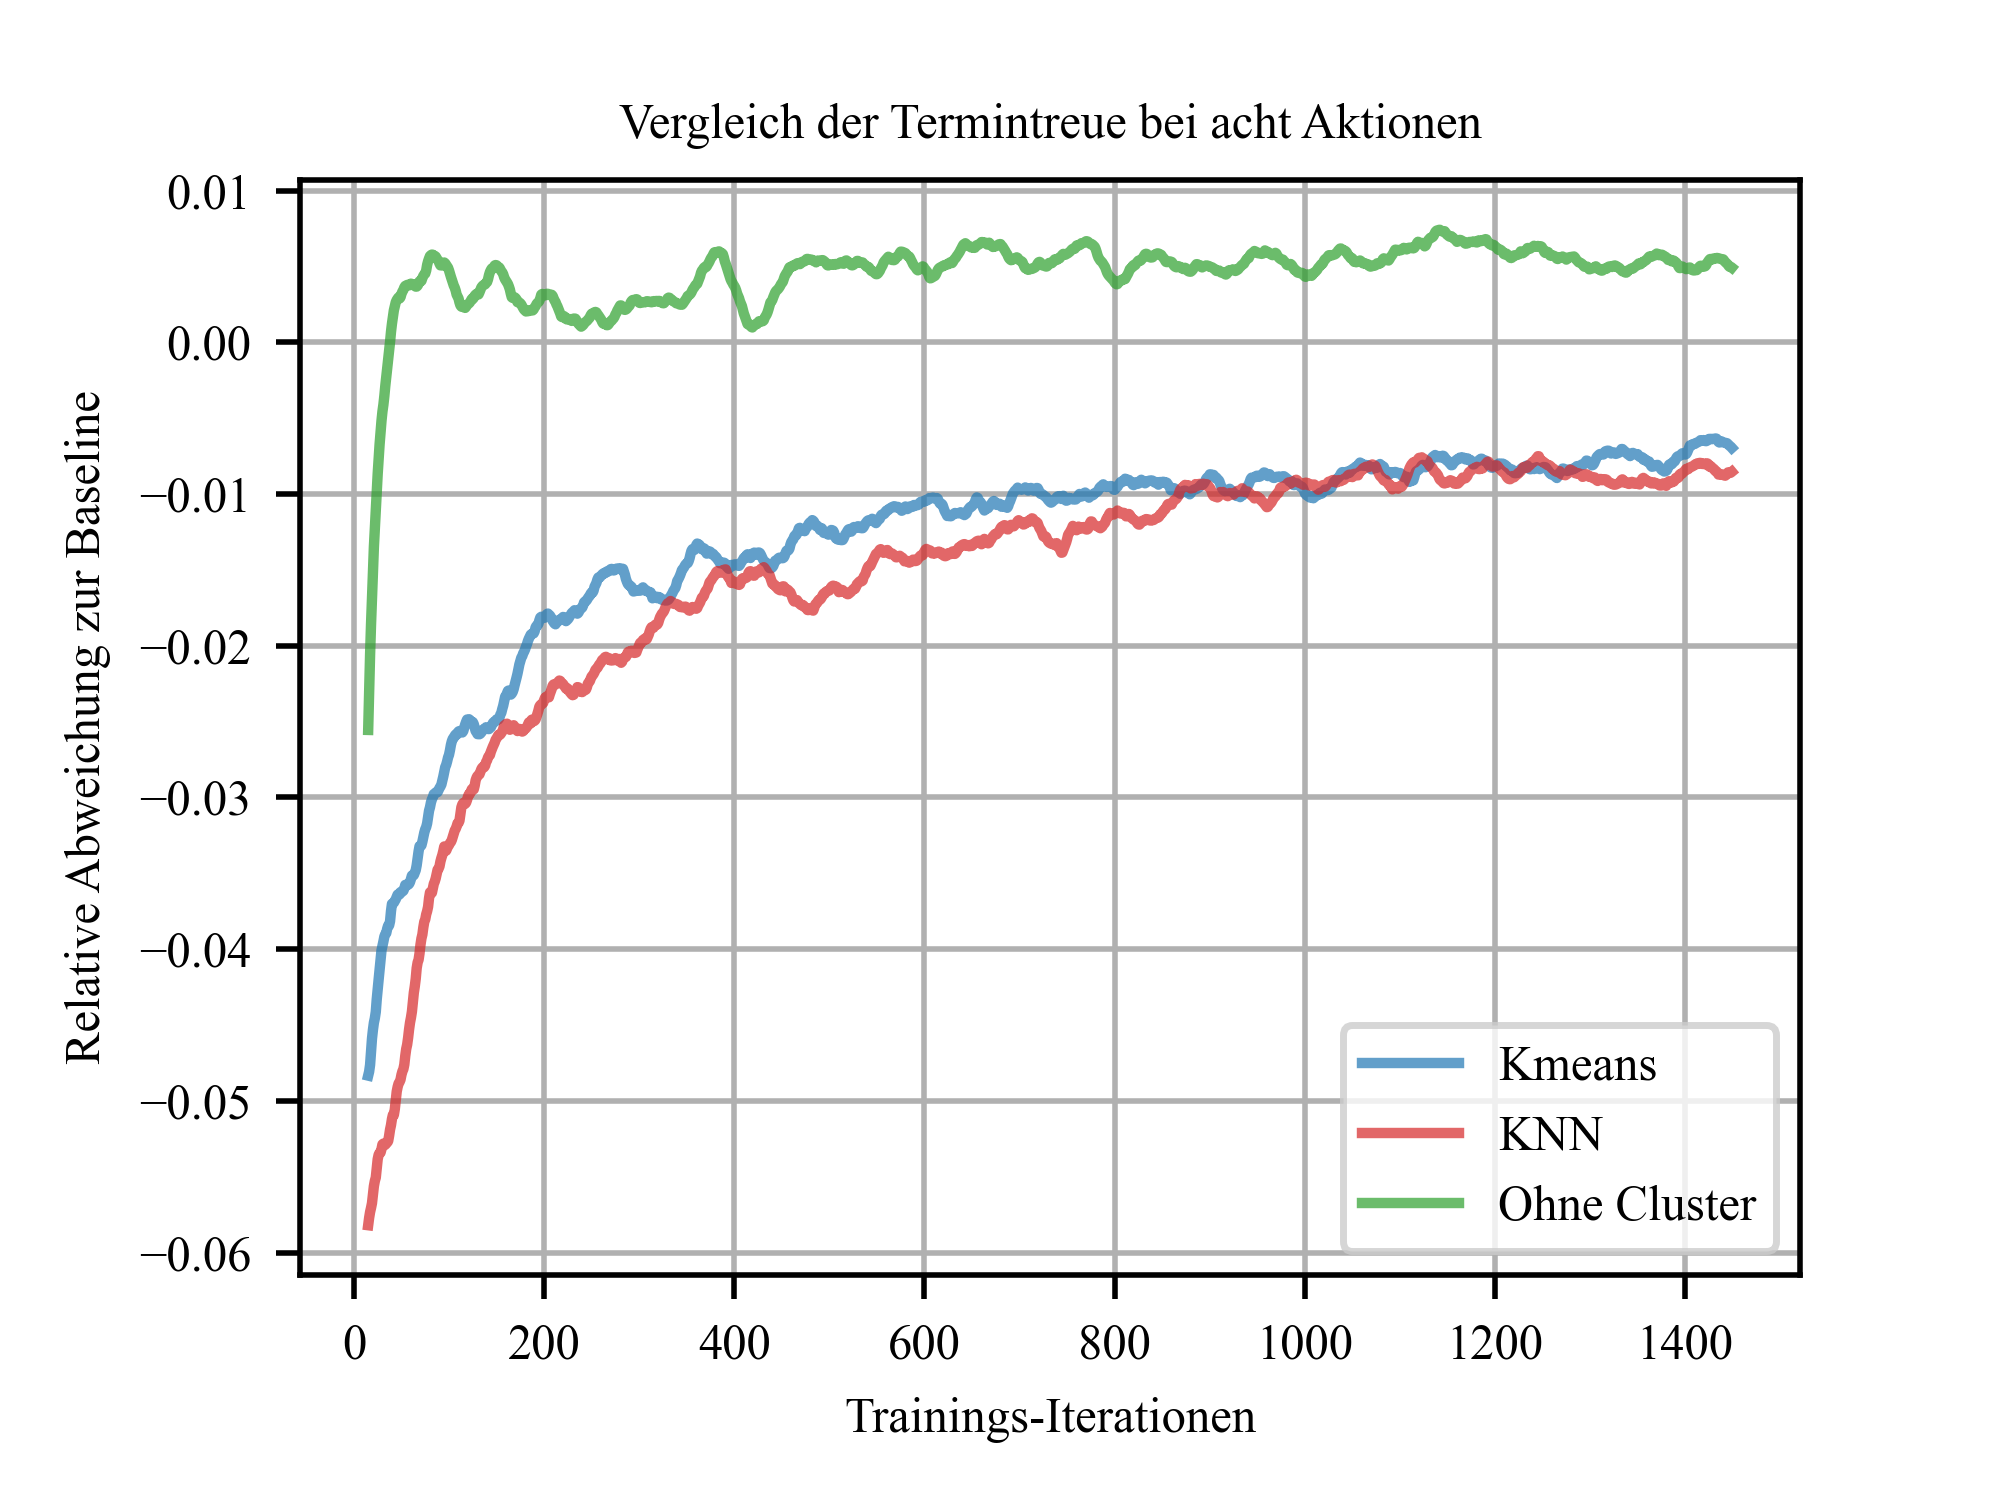 Vergleich der Termintreue bei acht Aktionen
Relative Abweichung zur Baseline
0.01
0.00
−0.01
−0.02
−0.03
−0.04
−0.05
−0.06
Kmeans
KNN
Ohne Cluster
0 200 400 600 800 1000 1200 1400
Trainings-Iterationen